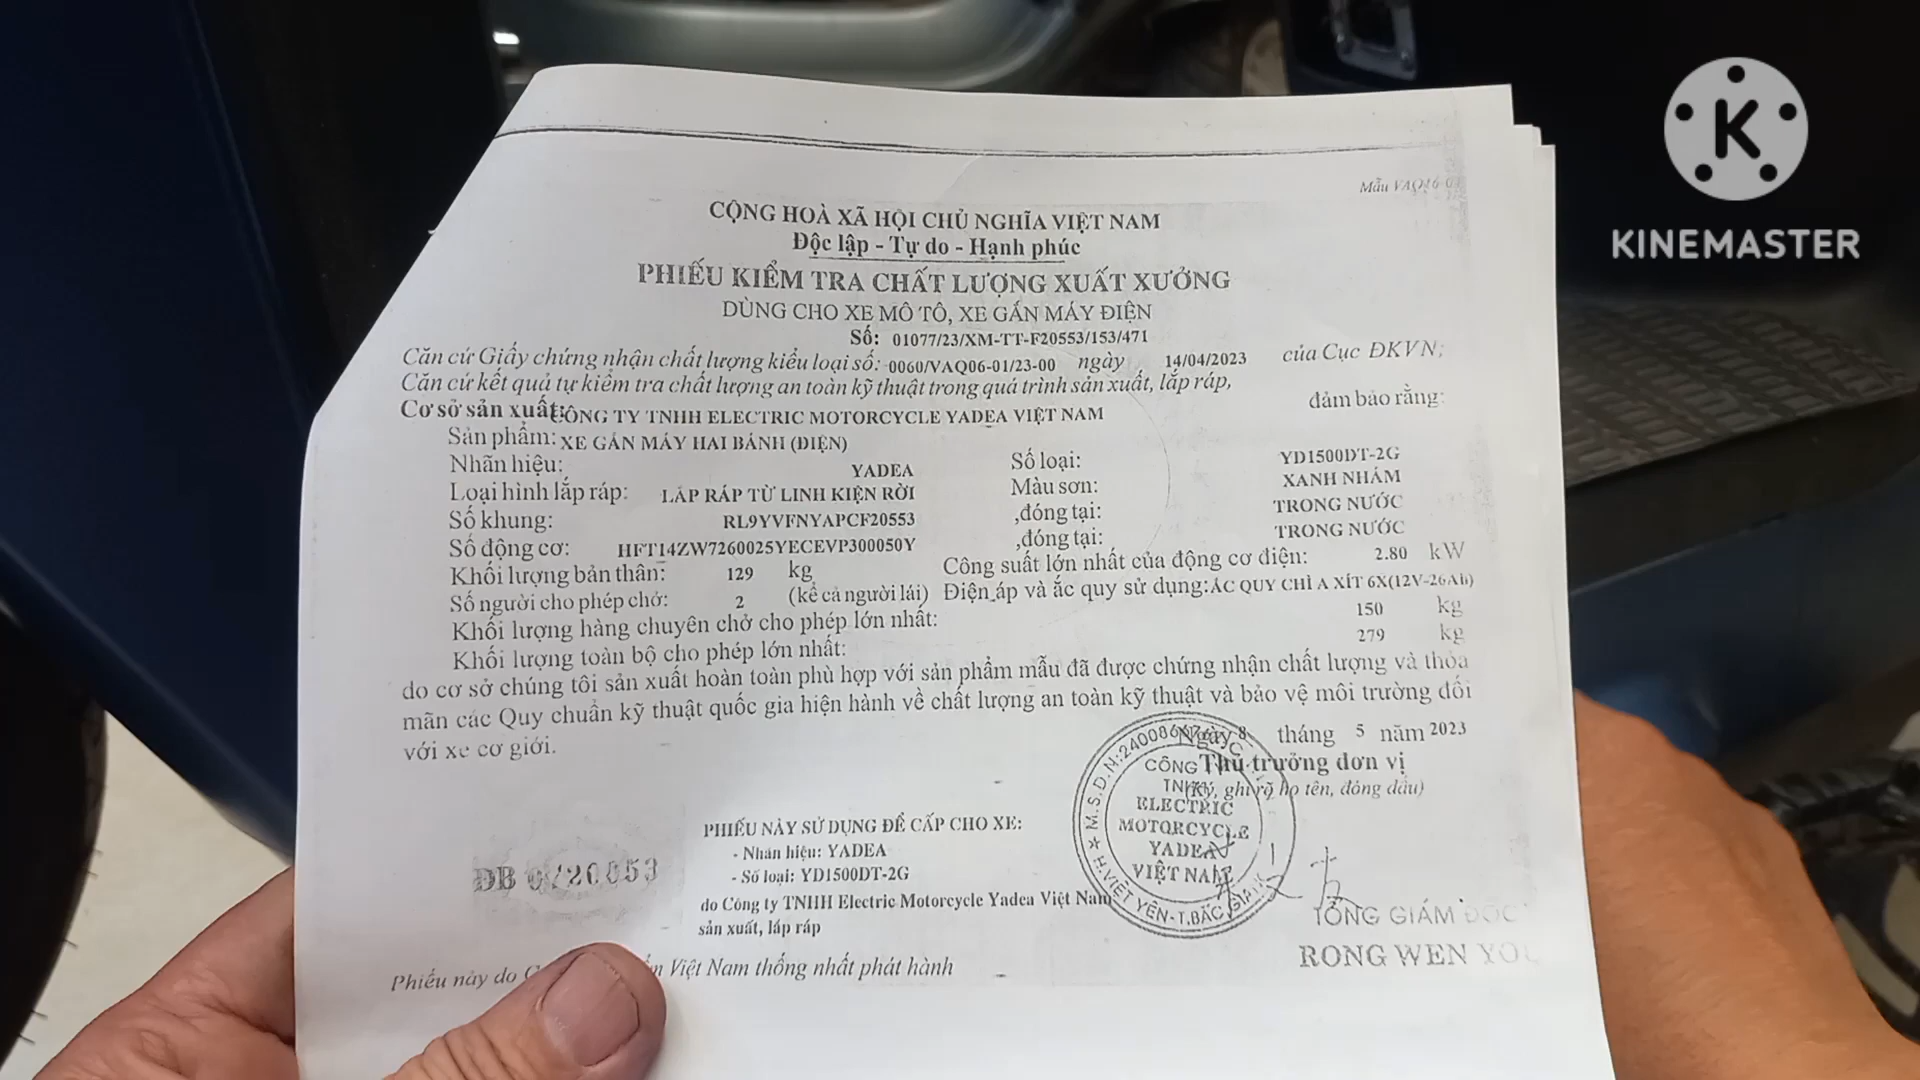 KINEMASTER
Mẫu VAQ
CỘNG HOÀ XÃ HỘI CHỦ NGHĨA VIỆT NAM
Độc lập - Tự do - Hạnh phúc
PHIẾU KIỂM TRA CHẤT LƯỢNG XUẤT XƯỞNG
DÙNG CHO XE MÔ TÔ, XE GẮN MÁY ĐIỆN
Số: 01077/23/XM-TT-F20553/153/471
Căn cứ Giấy chứng nhận chất lượng kiểu loại số: 0060/VAQ06-01/23-00 ngày 14/04/2023 của Cục ĐKVN;
Căn cứ kết quả tự kiểm tra chất lượng an toàn kỹ thuật trong quá trình sản xuất, lắp ráp,
Cơ sở sản xuất: CÔNG TY TNHH ELECTRIC MOTORCYCLE YADEA VIỆT NAM đảm bảo rằng:
Sản phẩm: XE GẮN MÁY HAI BÁNH (ĐIỆN)
Nhãn hiệu: YADEA Số loại: YD1500DT-2G
Loại hình lắp ráp: LẮP RÁP TỪ LINH KIỆN RỜI Màu sơn: XANH NHÁM
Số khung: RL9YVFNYAPCF20553 ,đóng tại: TRONG NƯỚC
Số động cơ: HFT14ZW7260025YECEVP300050Y ,đóng tại: TRONG NƯỚC
Khối lượng bản thân: 129 kg Công suất lớn nhất của động cơ điện: 2.80 kW
Số người cho phép chở: 2 (kể cả người lái) Điện áp và ắc quy sử dụng: ẮC QUY CHÌ A XÍT 6X(12V-26Ah)
Khối lượng hàng chuyên chở cho phép lớn nhất: 150 kg
Khối lượng toàn bộ cho phép lớn nhất: 279 kg
do cơ sở chúng tôi sản xuất hoàn toàn phù hợp với sản phẩm mẫu đã được chứng nhận chất lượng và thỏa
mãn các Quy chuẩn kỹ thuật quốc gia hiện hành về chất lượng an toàn kỹ thuật và bảo vệ môi trường đối
với xe cơ giới.
Ngày 8 tháng 5 năm 2023
Thủ trưởng đơn vị
(Ký, ghi rõ họ tên, đóng dấu)
CÔNG TY
TNHH
ELECTRIC
MOTORCYCLE
YADEA
VIỆT NAM
H.VIỆT YÊN-T.BẮC GIANG
PHIẾU NÀY SỬ DỤNG ĐỂ CẤP CHO XE:
- Nhãn hiệu: YADEA
- Số loại: YD1500DT-2G
do Công ty TNHH Electric Motorcycle Yadea Việt Nam
sản xuất, lắp ráp
ĐB
TỔNG GIÁM ĐỐC
RONG WEN
Phiếu này do Việt Nam thống nhất phát hành